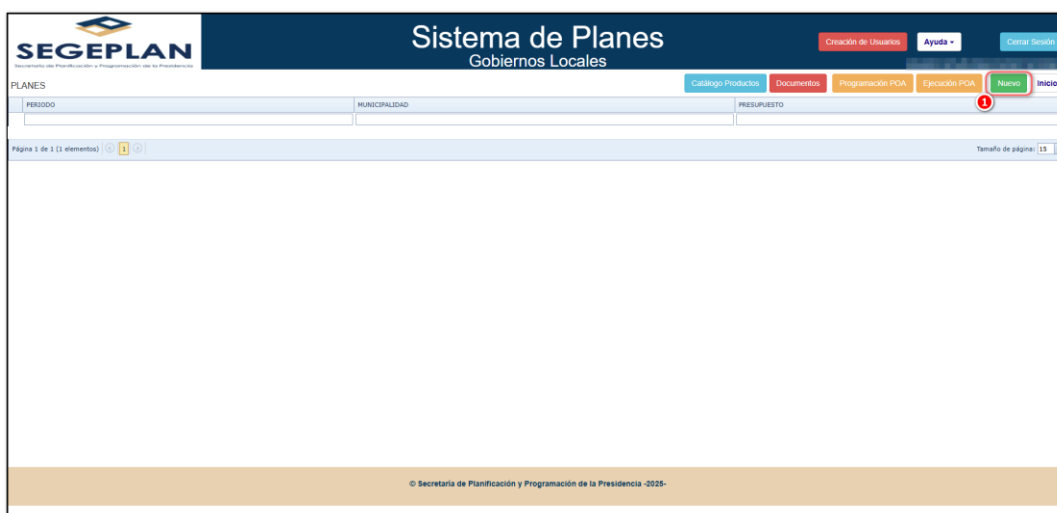 SEGEPLAN
Secretaría de Planificación y Programación de la Presidencia
Sistema de Planes
Gobiernos Locales
Creación de Usuarios
Ayuda
Cerrar Sesión
PLANES
Catálogo Productos
Documentos
Programación POA
Ejecución POA
Nuevo
Inicio
1
PERIODO
MUNICIPALIDAD
PRESUPUESTO
Página 1 de 1 (1 elementos) 1
Tamaño de página: 15
© Secretaría de Planificación y Programación de la Presidencia -2025-